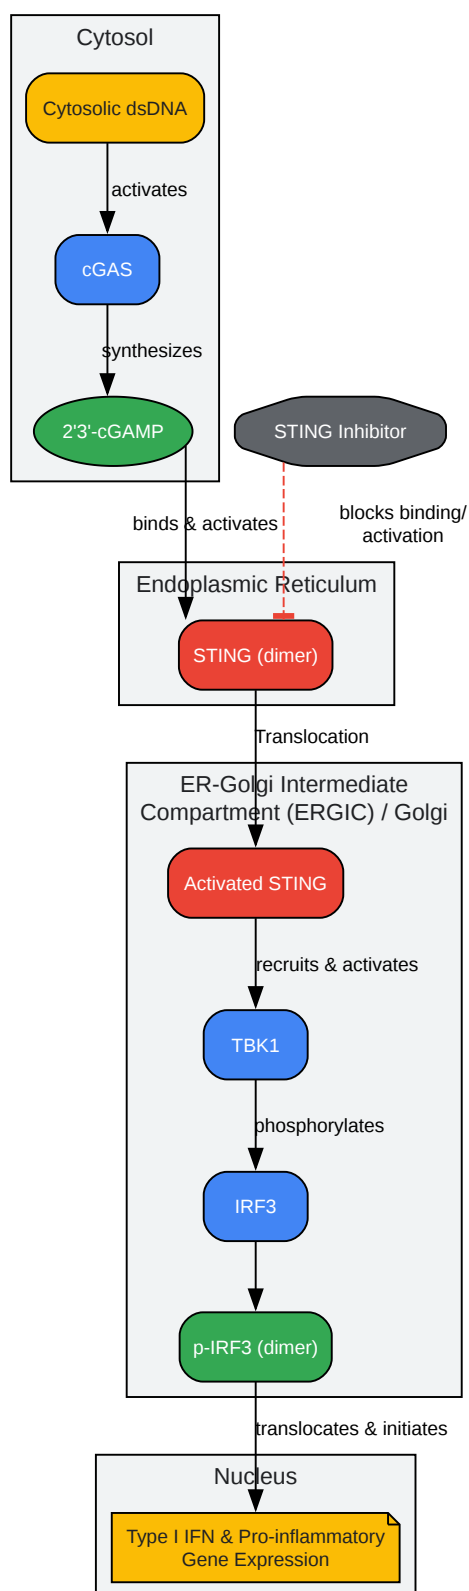 Cytosol
Cytosolic dsDNA
activates
cGAS
synthesizes
2'3'-cGAMP
STING Inhibitor
binds & activates
blocks binding/
activation
Endoplasmic Reticulum
STING (dimer)
Translocation
ER-Golgi Intermediate
Compartment (ERGIC) / Golgi
Activated STING
recruits & activates
TBK1
phosphorylates
IRF3
p-IRF3 (dimer)
translocates & initiates
Nucleus
Type I IFN & Pro-inflammatory
Gene Expression